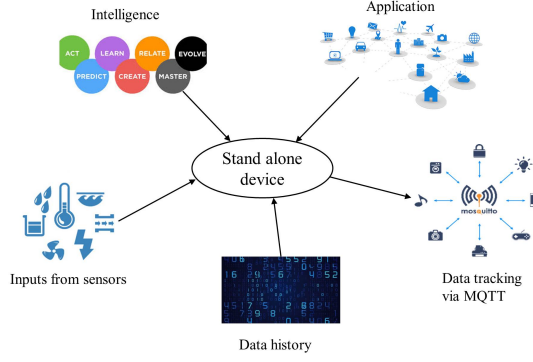 Intelligence
Application
ACT
LEARN
RELATE
EVOLVE
PREDICT
CREATE
MASTER
Stand alone
device
mosquitto
Inputs from sensors
Data tracking
via MQTT
Data history